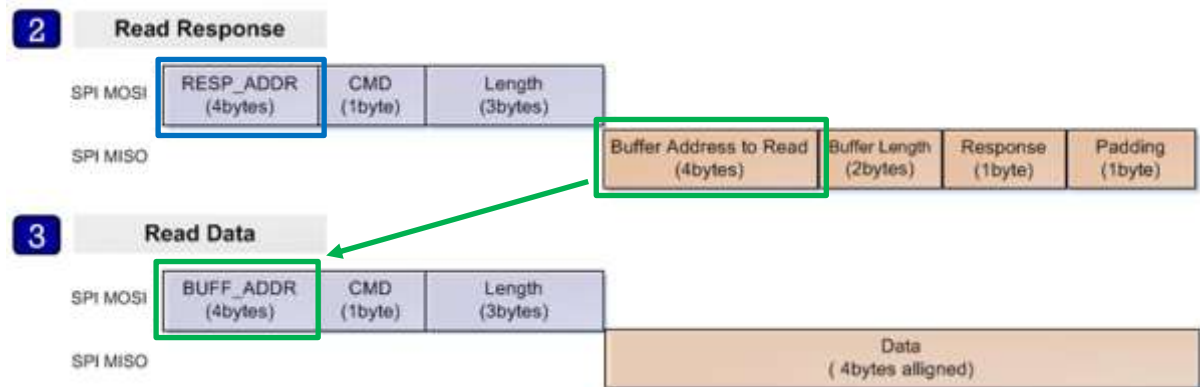 2 Read Response
SPI MOSI
RESP_ADDR
(4bytes)
CMD
(1byte)
Length
(3bytes)
SPI MISO
Buffer Address to Read
(4bytes)
Buffer Length
(2bytes)
Response
(1byte)
Padding
(1byte)
3 Read Data
SPI MOSI
BUFF_ADDR
(4bytes)
CMD
(1byte)
Length
(3bytes)
SPI MISO
Data
( 4bytes alligned)